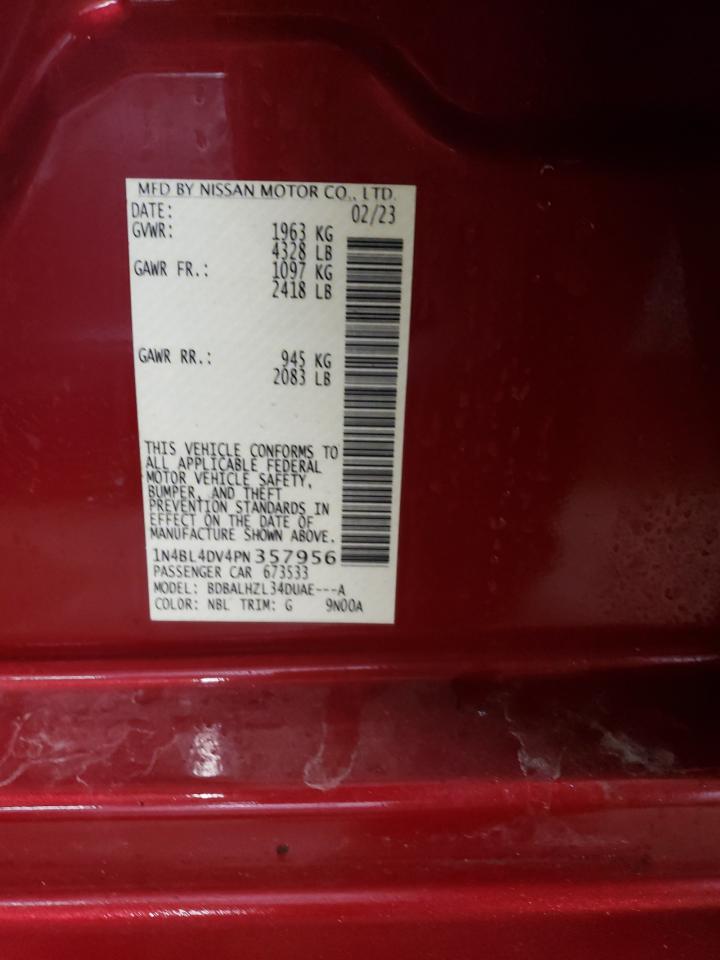 MFD BY NISSAN MOTOR CO., LTD.
DATE: 02/23
GVWR: 1963 KG
4328 LB
GAWR FR.: 1097 KG
2418 LB
GAWR RR.: 945 KG
2083 LB
THIS VEHICLE CONFORMS TO
ALL APPLICABLE FEDERAL
MOTOR VEHICLE SAFETY,
BUMPER, AND THEFT
PREVENTION STANDARDS IN
EFFECT ON THE DATE OF
MANUFACTURE SHOWN ABOVE.
1N4BL4DV4PN357956
PASSENGER CAR 673533
MODEL: BDBALHZL34DUAE---A
COLOR: NBL TRIM: G 9N00A